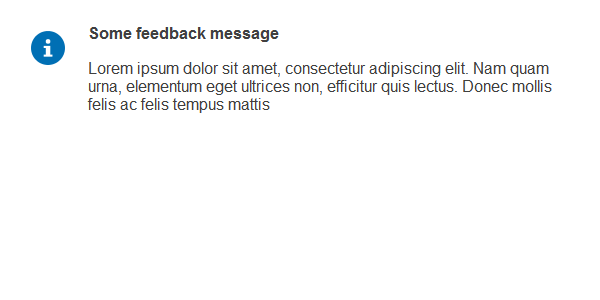 Some feedback message
Lorem ipsum dolor sit amet, consectetur adipiscing elit. Nam quam
urna, elementum eget ultrices non, efficitur quis lectus. Donec mollis
felis ac felis tempus mattis